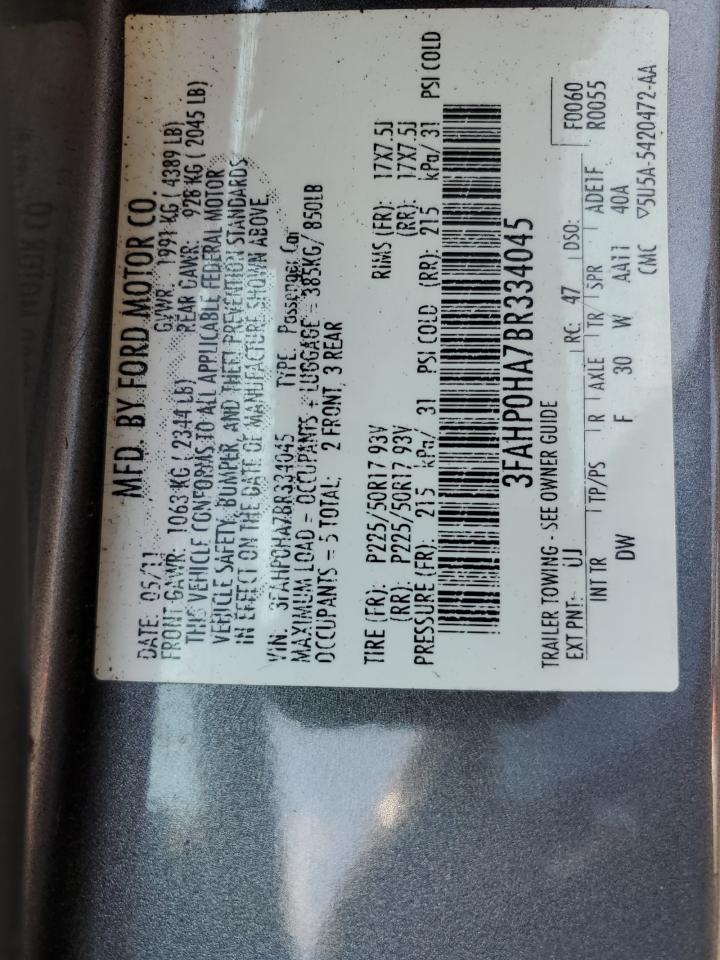 MFD. BY FORD MOTOR CO.
DATE: 05/11 GVWR: 1991 KG ( 4389 LB)
FRONT GAWR: 1063 KG ( 2344 LB) REAR GAWR: 928 KG ( 2045 LB)
THIS VEHICLE CONFORMS TO ALL APPLICABLE FEDERAL MOTOR
VEHICLE SAFETY, BUMPER, AND THEFT PREVENTION STANDARDS
IN EFFECT ON THE DATE OF MANUFACTURE SHOWN ABOVE.
VIN: 3FAHP0HA7BR334045 TYPE: Passenger Car
MAXIMUM LOAD = OCCUPANTS + LUGGAGE = 385KG/ 850LB
OCCUPANTS = 5 TOTAL; 2 FRONT, 3 REAR
TIRE (FR): P225/50R17 93V RIMS (FR): 17X7.5J
(RR): P225/50R17 93V (RR): 17X7.5J
PRESSURE (FR): 215 kPa/ 31 PSI COLD (RR): 215 kPa/ 31 PSI COLD
3FAHP0HA7BR334045
TRAILER TOWING - SEE OWNER GUIDE
EXT PNT: UJ RC: 47 DSO: F0060
INT TR TP/PS R AXLE TR SPR ADE1F R0055
DW F 30 W AA11 40A
CMC ▽5U5A-5420472-AA